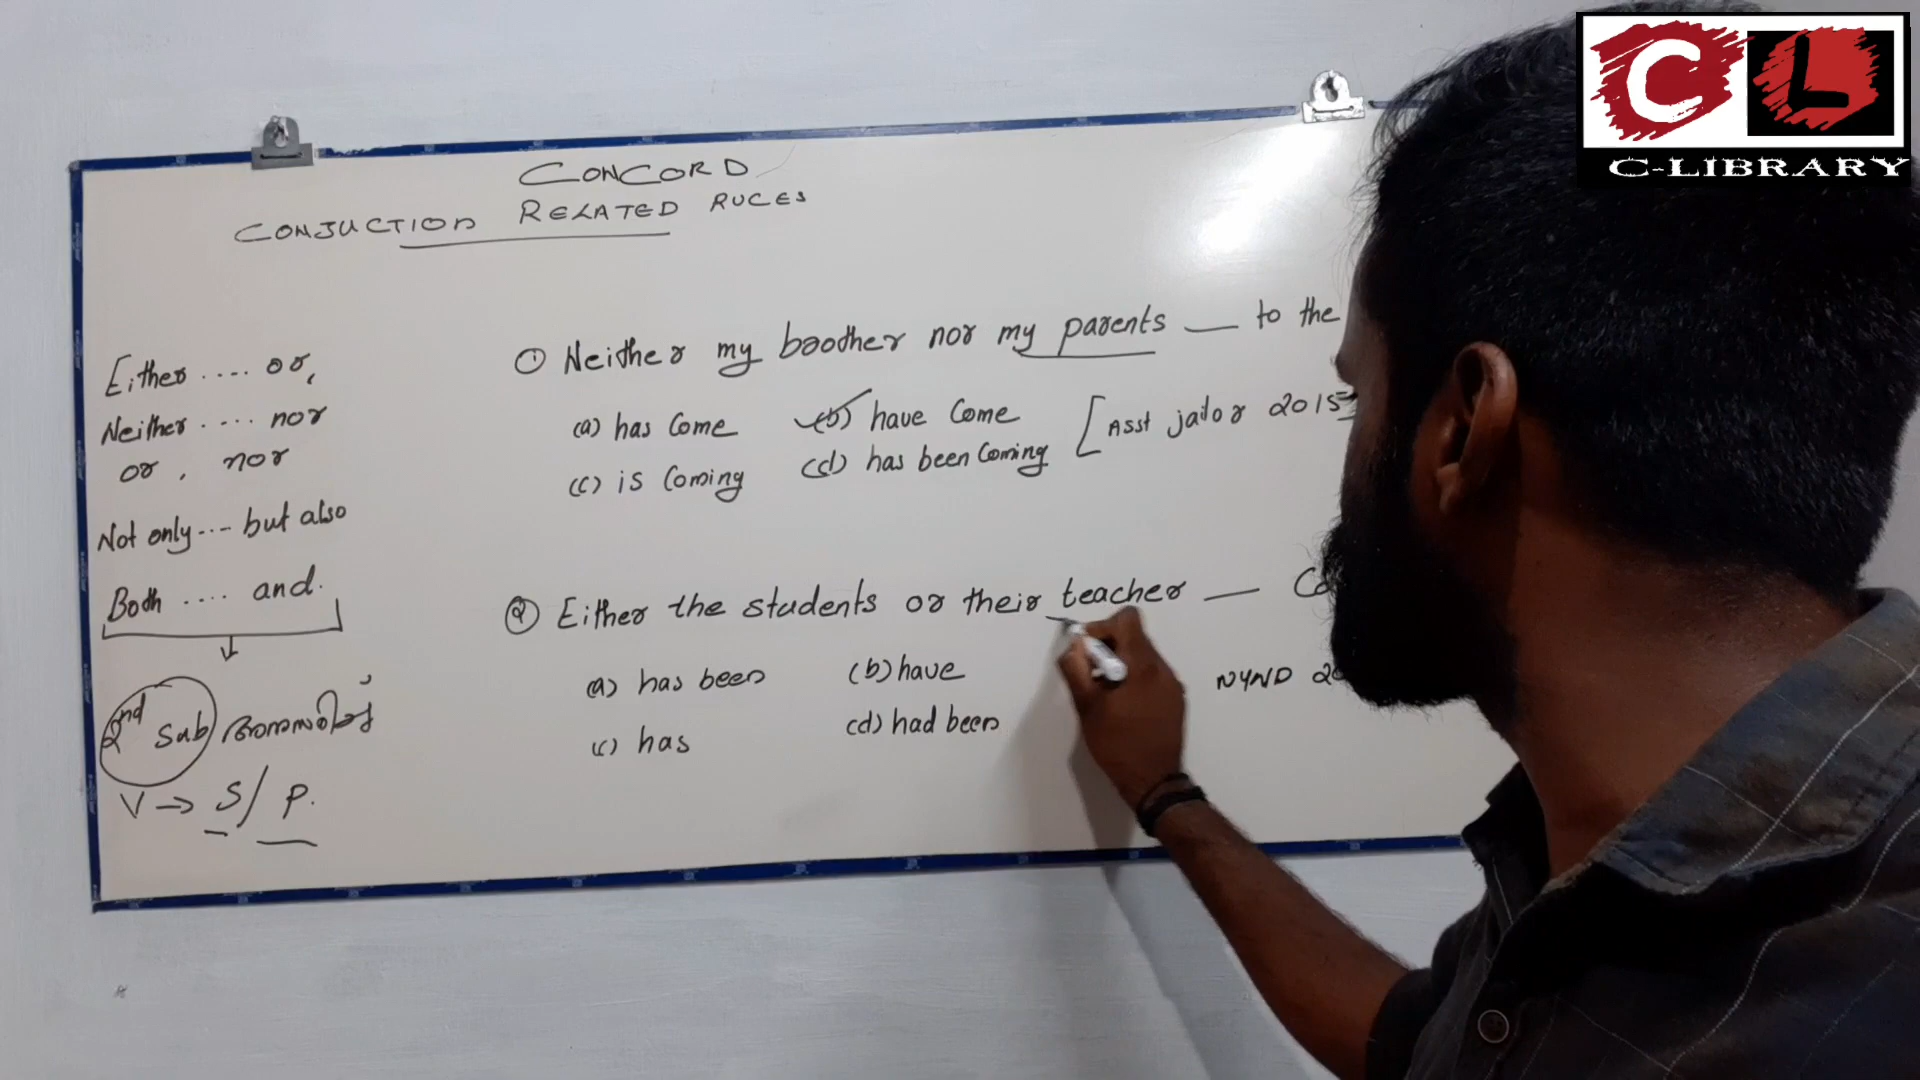 C L
C-LIBRARY
CONCORD
CONJUCTION RELATED RULES
Either .... or,
Neither .... nor
or , nor
Not only .... but also
Both .... and.
2nd Sub
V → S/ P.
① Neither my brother nor my parents __ to the
(a) has Come (b) have Come [Asst jailor 2015]
(c) is Coming (d) has been Coming
② Either the students or their teacher __
(a) has been (b) have NYND
(c) has (d) had been